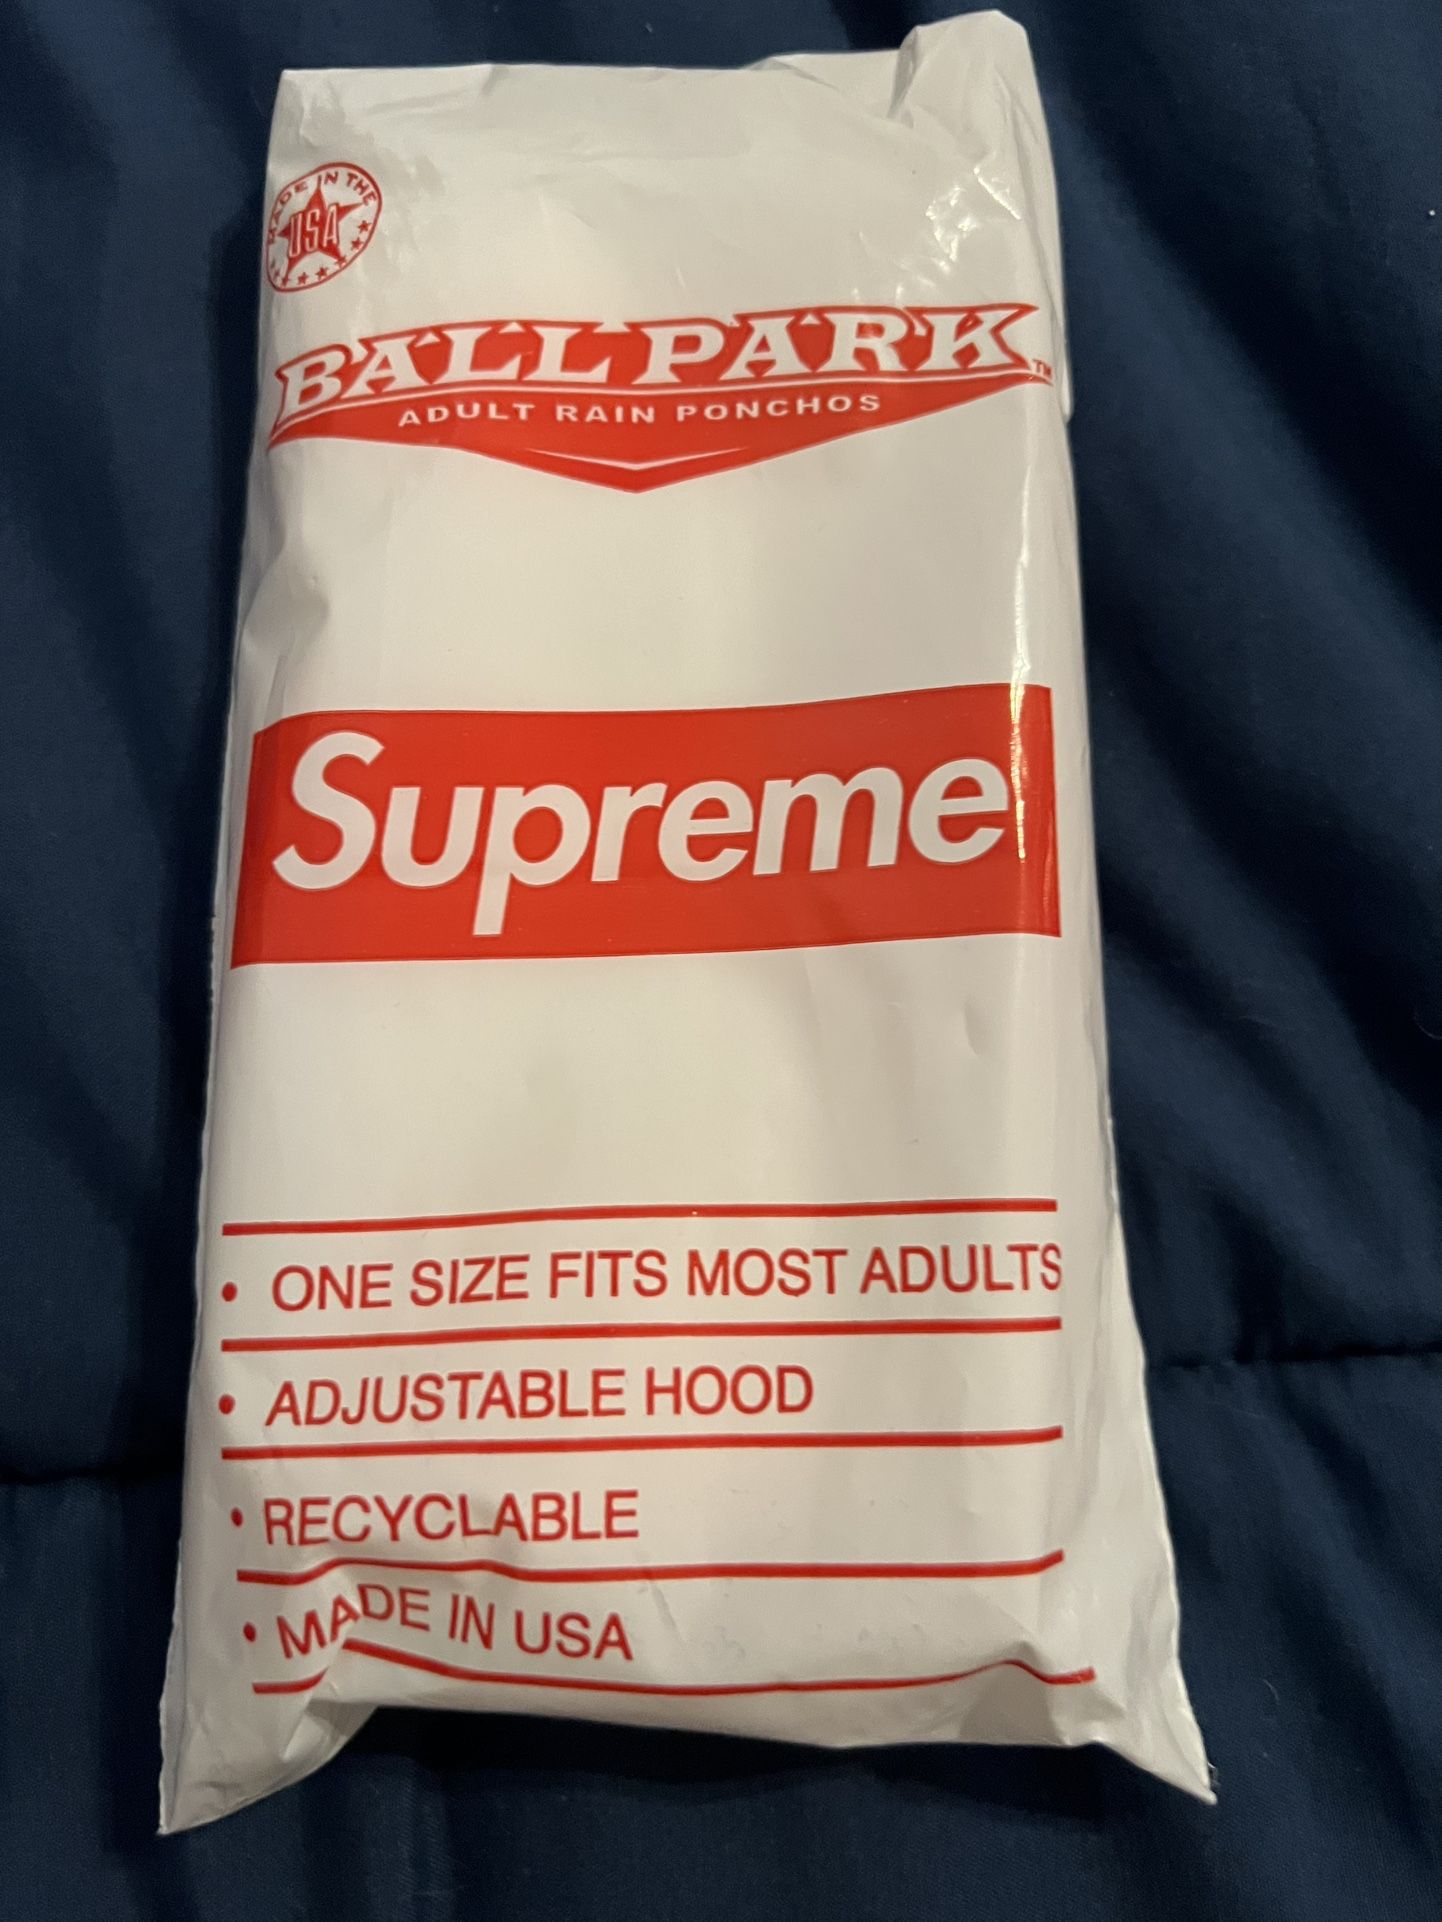 MADE IN THE
USA
BALL PARK™
ADULT RAIN PONCHOS
Supreme
• ONE SIZE FITS MOST ADULTS
• ADJUSTABLE HOOD
• RECYCLABLE
• MADE IN USA